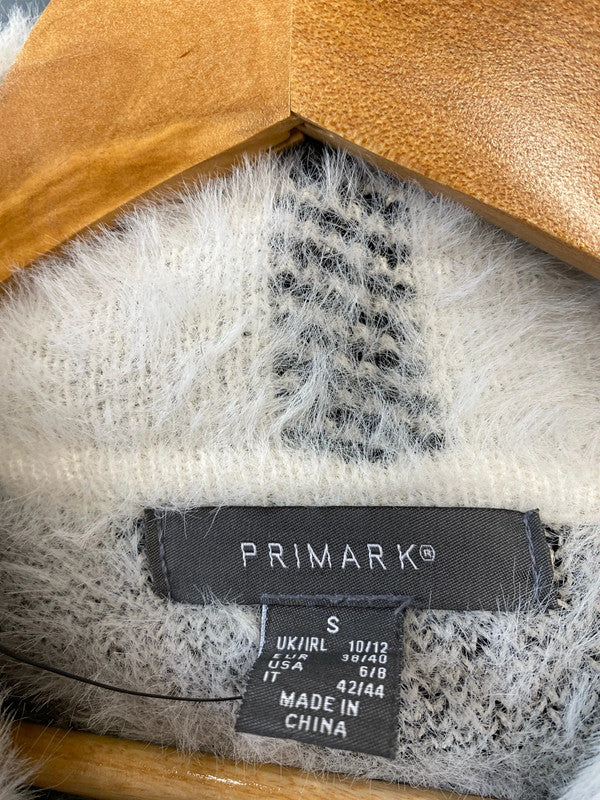 PRIMARK®
S
UK/IRL 10/12
EUR 38/40
USA 6/8
IT 42/44
MADE IN
CHINA